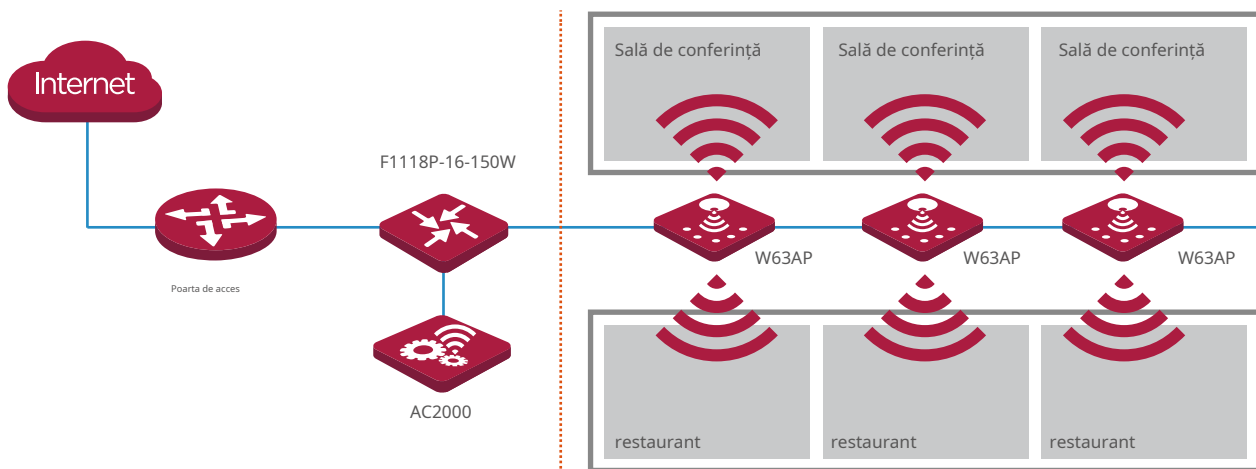 Internet
Poarta de acces
F1118P-16-150W
AC2000
Sală de conferință
Sală de conferință
Sală de conferință
W63AP
W63AP
W63AP
restaurant
restaurant
restaurant